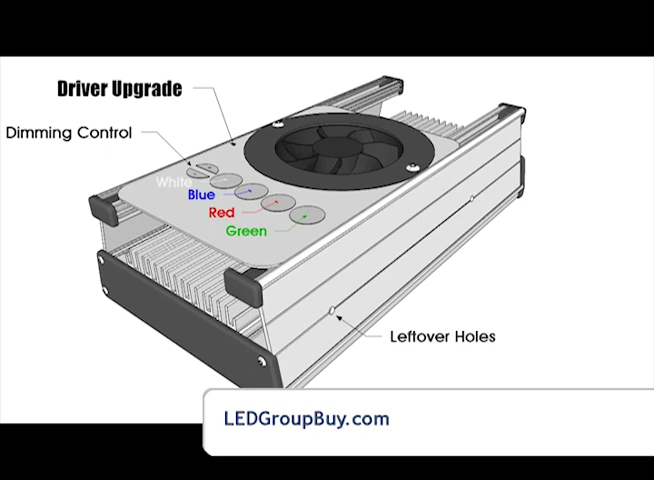 Driver Upgrade
Dimming Control
White
Blue
Red
Green
Leftover Holes
LEDGroupBuy.com